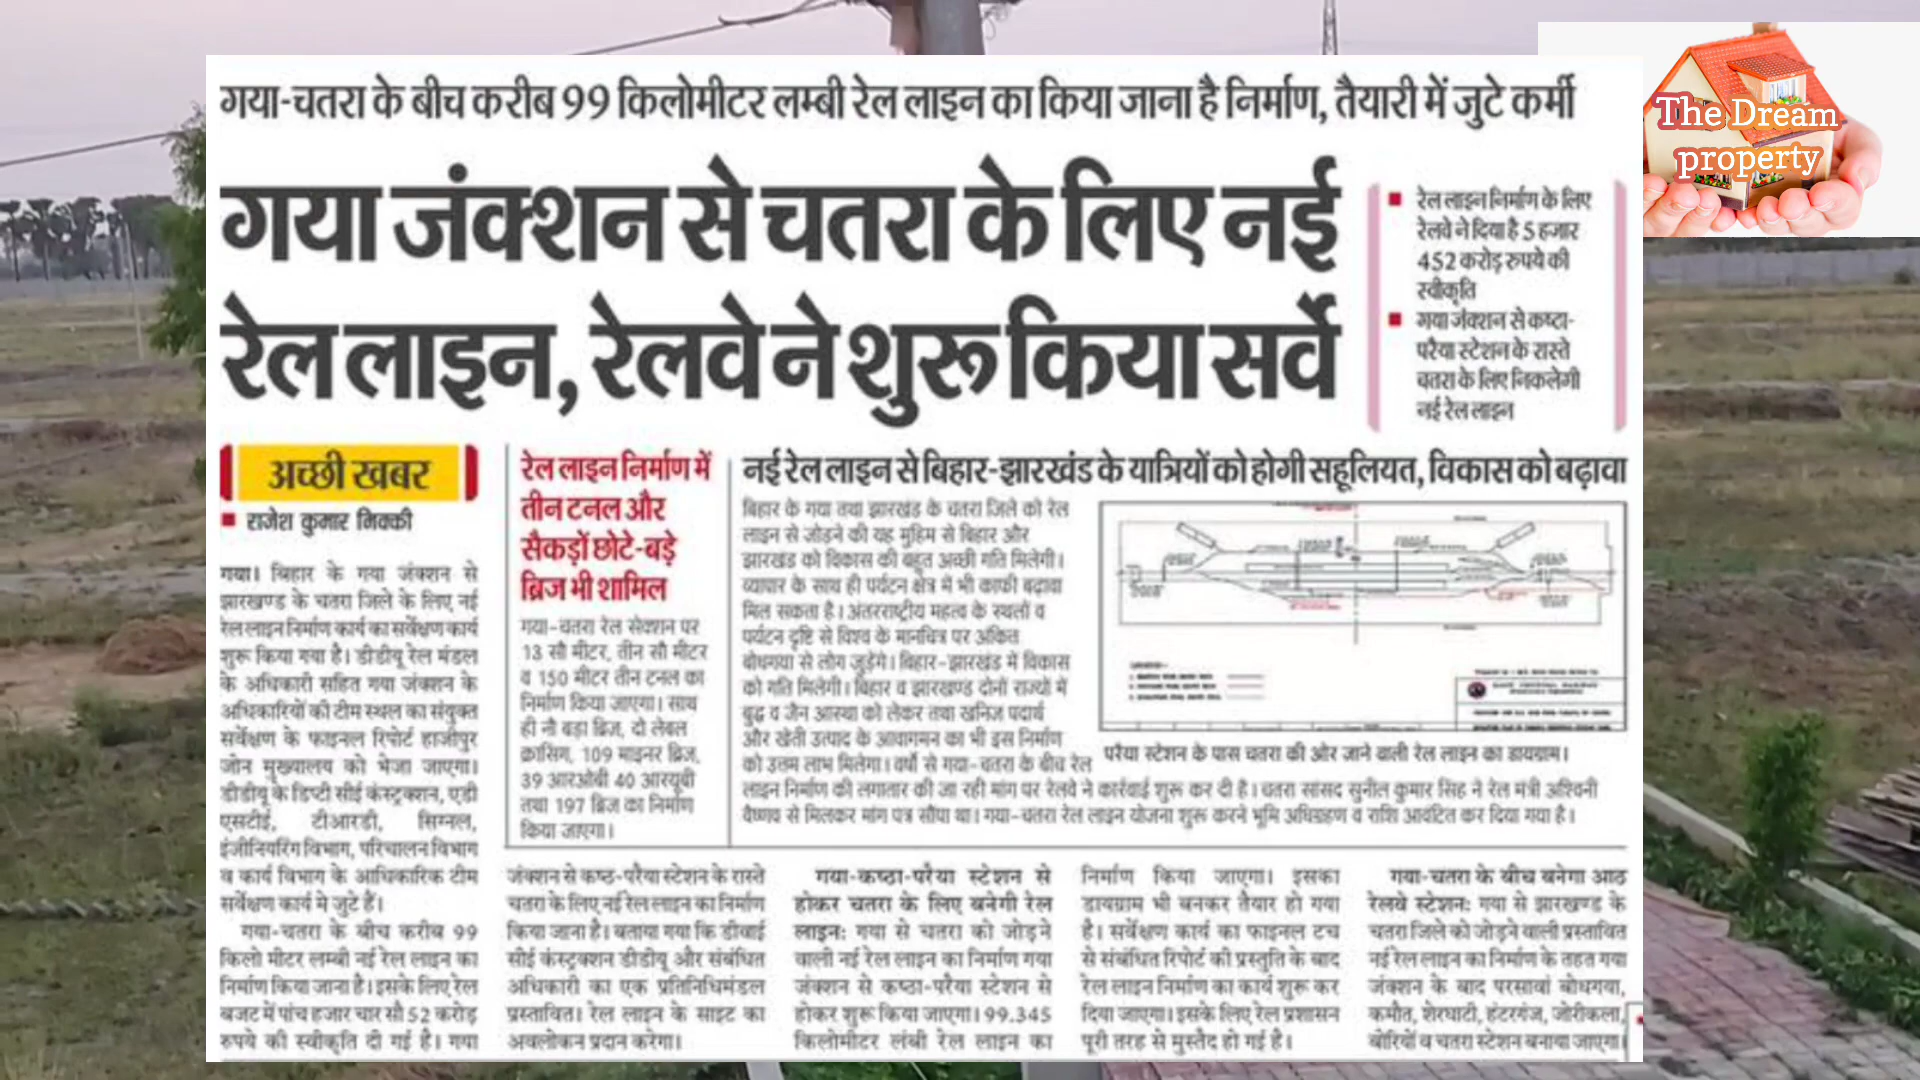 गया-चतरा के बीच करीब 99 किलोमीटर लम्बी रेल लाइन का किया जाना है निर्माण, तैयारी में जुटे कर्मी
गया जंक्शन से चतरा के लिए नई
रेल लाइन, रेलवे ने शुरू किया सर्वे
रेल लाइन निर्माण के लिए
रेलवे ने दिया है 5 हजार
452 करोड़ रुपये की
स्वीकृति
गया जंक्शन से कष्टा-
परैया स्टेशन के रास्ते
चतरा के लिए निकलेगी
नई रेल लाइन
The Dream
property
अच्छी खबर
राजेश कुमार मिक्की
गया। बिहार के गया जंक्शन से
झारखण्ड के चतरा जिले के लिए नई
रेल लाइन निर्माण कार्य का सर्वेक्षण कार्य
शुरू किया गया है। डीडीयू रेल मंडल
के अधिकारी सहित गया जंक्शन के
अधिकारियों की टीम स्थल का संयुक्त
सर्वेक्षण के फाइनल रिपोर्ट हाजीपुर
जोन मुख्यालय को भेजा जाएगा।
डीडीयू के डिप्टी सीई कंस्ट्रक्शन, एडी
एसटीई, टीआरडी, सिग्नल,
इंजीनियरिंग विभाग, परिचालन विभाग
व कार्य विभाग के आधिकारिक टीम
सर्वेक्षण कार्य मे जुटे हैं।
गया-चतरा के बीच करीब 99
किलो मीटर लम्बी नई रेल लाइन का
निर्माण किया जाना है। इसके लिए रेल
बजट में पांच हजार चार सौ 52 करोड़
रुपये की स्वीकृति दी गई है। गया
रेल लाइन निर्माण में
तीन टनल और
सैकड़ों छोटे-बड़े
ब्रिज भी शामिल
गया-चतरा रेल सेक्शन पर
13 सौ मीटर, तीन सौ मीटर
व 150 मीटर तीन टनल का
निर्माण किया जाएगा। साथ
ही नौ बड़ा ब्रिज, दो लेबल
क्रासिंग, 109 माइनर ब्रिज,
39 आरओबी 40 आरयूबी
तथा 197 ब्रिज का निर्माण
किया जाएगा।
नई रेल लाइन से बिहार-झारखंड के यात्रियों को होगी सहूलियत, विकास को बढ़ावा
बिहार के गया तथा झारखंड के चतरा जिले को रेल
लाइन से जोड़ने की यह मुहिम से बिहार और
झारखंड को विकास की बहुत अच्छी गति मिलेगी।
व्यापार के साथ ही पर्यटन क्षेत्र में भी काफी बढ़ावा
मिल सकता है। अंतरराष्ट्रीय महत्व के स्थलों व
पर्यटन दृष्टि से विश्व के मानचित्र पर अंकित
बोधगया से लोग जुड़ेंगे। बिहार-झारखंड में विकास
को गति मिलेगी। बिहार व झारखण्ड दोनों राज्यों में
बुद्ध व जैन आस्था को लेकर तथा खनिज पदार्थ
और खेती उत्पाद के आवागमन का भी इस निर्माण
को उत्तम लाभ मिलेगा। वर्षों से गया-चतरा के बीच रेल
लाइन निर्माण की लगातार की जा रही मांग पर रेलवे ने कार्रवाई शुरू कर दी है। चतरा सांसद सुनील कुमार सिंह ने रेल मंत्री अश्विनी
वैष्णव से मिलकर मांग पत्र सौंपा था। गया-चतरा रेल लाइन योजना शुरू करने भूमि अधिग्रहण व राशि आवंटित कर दिया गया है।
परैया स्टेशन के पास चतरा की ओर जाने वाली रेल लाइन का डायग्राम।
जंक्शन से कष्ठ-परैया स्टेशन के रास्ते
चतरा के लिए नई रेल लाइन का निर्माण
किया जाना है। बताया गया कि डीवाई
सीई कंस्ट्रक्शन डीडीयू और संबंधित
अधिकारी का एक प्रतिनिधिमंडल
प्रस्तावित। रेल लाइन के साइट का
अवलोकन प्रदान करेगा।
गया-कष्ठा-परैया स्टेशन से
होकर चतरा के लिए बनेगी रेल
लाइन: गया से चतरा को जोड़ने
वाली नई रेल लाइन का निर्माण गया
जंक्शन से कष्ठा-परैया स्टेशन से
होकर शुरू किया जाएगा। 99.345
किलोमीटर लंबी रेल लाइन का
निर्माण किया जाएगा। इसका
डायग्राम भी बनकर तैयार हो गया
है। सर्वेक्षण कार्य का फाइनल टच
से संबंधित रिपोर्ट की प्रस्तुति के बाद
रेल लाइन निर्माण का कार्य शुरू कर
दिया जाएगा। इसके लिए रेल प्रशासन
पूरी तरह से मुस्तैद हो गई है।
गया-चतरा के बीच बनेगा आठ
रेलवे स्टेशन: गया से झारखण्ड के
चतरा जिले को जोड़ने वाली प्रस्तावित
नई रेल लाइन का निर्माण के तहत गया
जंक्शन के बाद परसावां बोधगया,
कमौत, शेरघाटी, हंटरगंज, जोरीकला,
बोरियों व चतरा स्टेशन बनाया जाएगा।